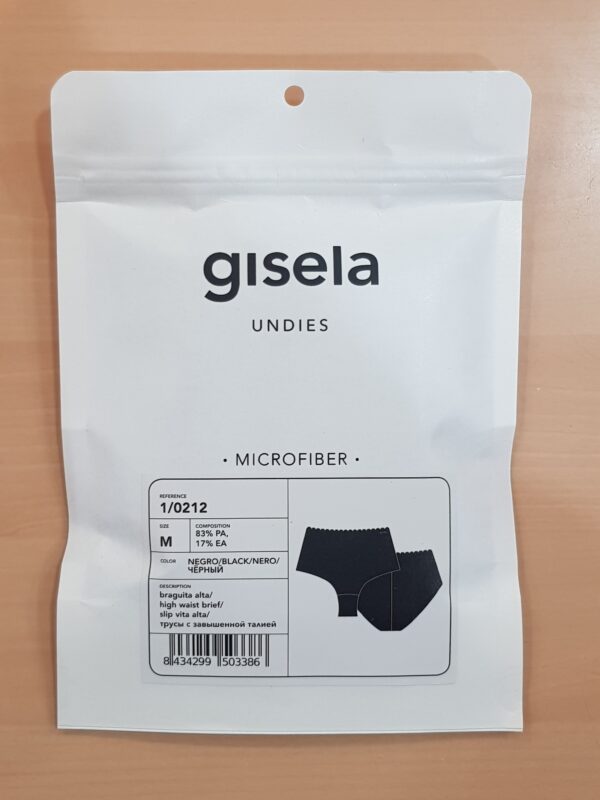 gisela
UNDIES
• MICROFIBER •
REFERENCE
1/0212
SIZE
M
COMPOSITION
83% PA,
17% EA
COLOR
NEGRO/BLACK/NERO/
ЧЁРНЫЙ
DESCRIPTION
braguita alta/
high waist brief/
slip vita alta/
трусы с завышенной талией
8 434299 503386